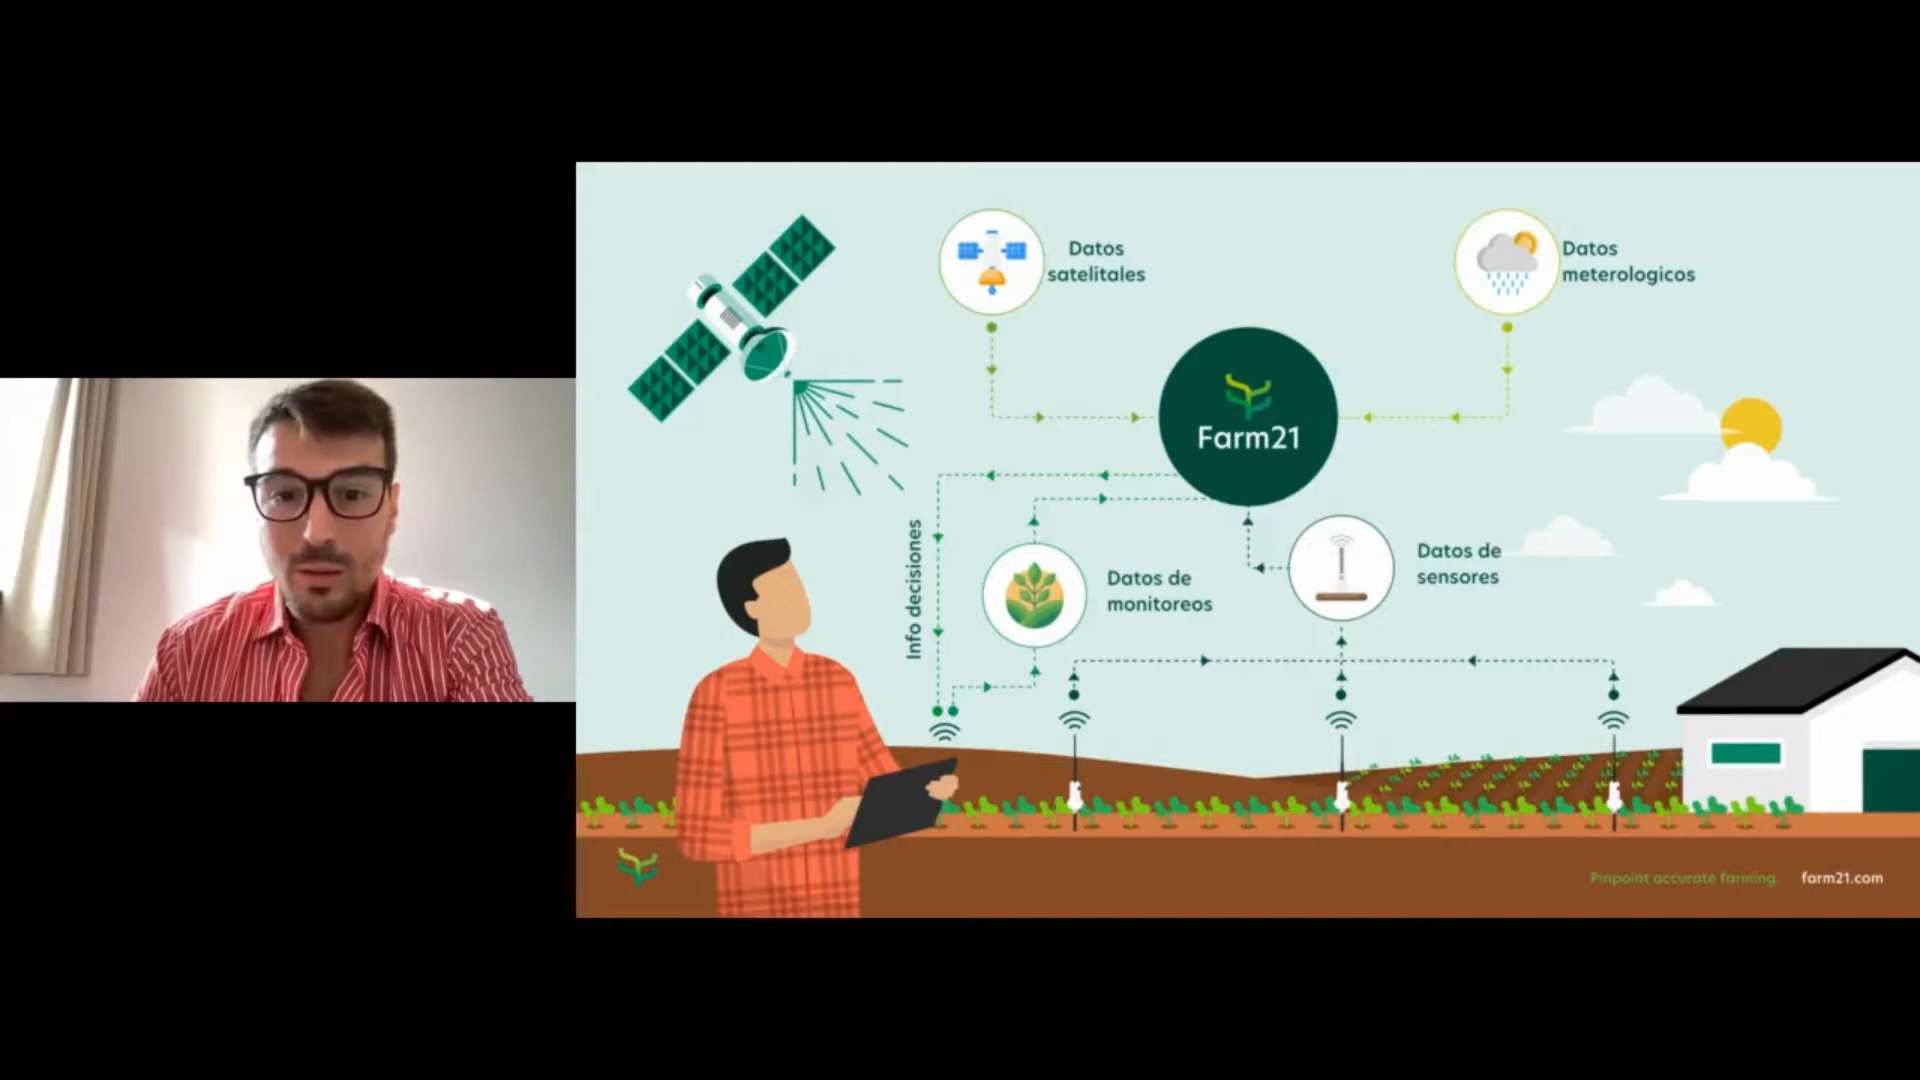 Datos
satelitales
Datos
meterologicos
Farm21
Info decisiones
Datos de
monitoreos
Datos de
sensores
Pinpoint accurate farming.
farm21.com